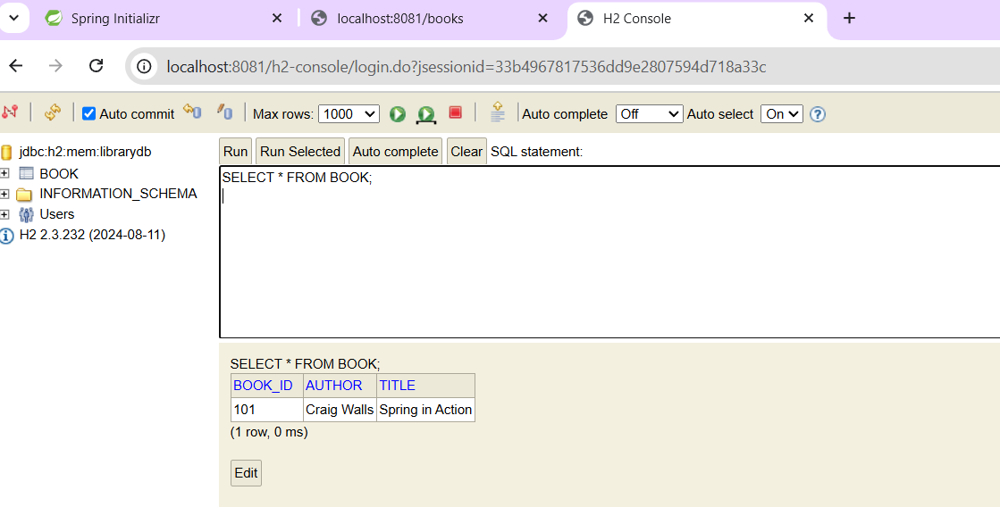 Spring Initializr
localhost:8081/books
H2 Console
localhost:8081/h2-console/login.do?jsessionid=33b4967817536dd9e2807594d718a33c
Auto commit Max rows: 1000 Auto complete Off Auto select On
jdbc:h2:mem:librarydb
BOOK
INFORMATION_SCHEMA
Users
H2 2.3.232 (2024-08-11)
Run Run Selected Auto complete Clear SQL statement:
SELECT * FROM BOOK;
SELECT * FROM BOOK;
BOOK_ID AUTHOR TITLE
101 Craig Walls Spring in Action
(1 row, 0 ms)
Edit